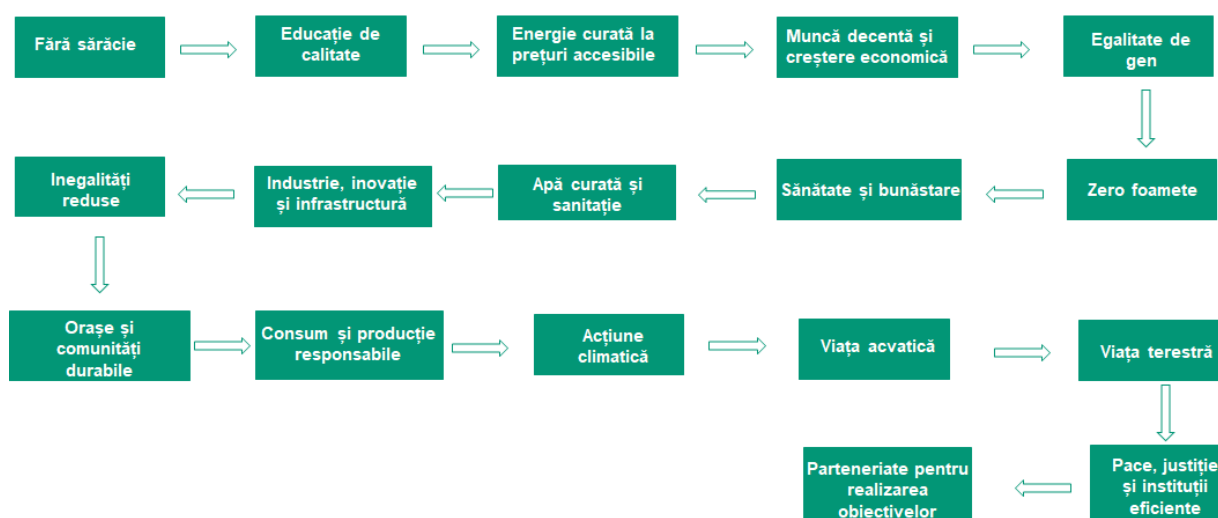 Fără sărăcie
Educație de
calitate
Energie curată la
prețuri accesibile
Muncă decentă și
creștere economică
Egalitate de
gen
Zero foamete
Sănătate și bunăstare
Apă curată și
sanitație
Industrie, inovație
și infrastructură
Inegalități
reduse
Orașe și
comunități
durabile
Consum și producție
responsabile
Acțiune
climatică
Viața acvatică
Viața terestră
Pace, justiție
și instituții
eficiente
Parteneriate pentru
realizarea
obiectivelor